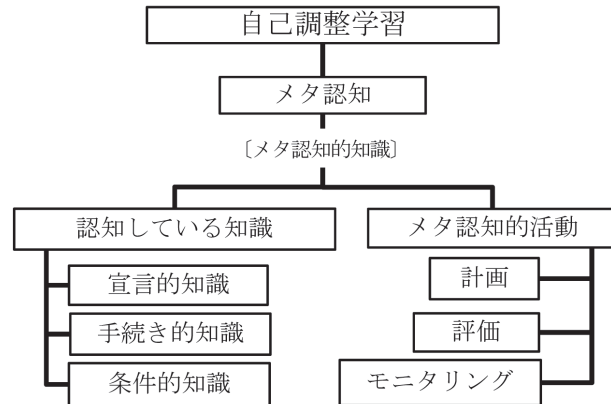 自己調整学習
メタ認知
〔メタ認知的知識〕
認知している知識
メタ認知的活動
宣言的知識
計画
手続き的知識
評価
条件的知識
モニタリング